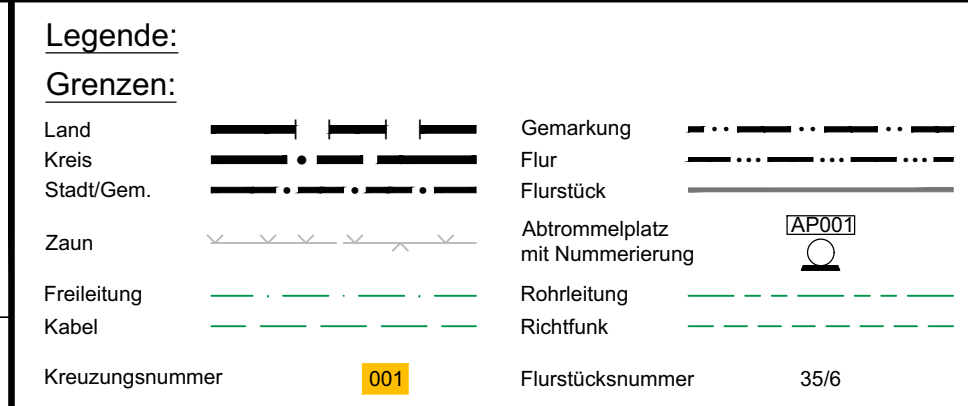 Legende:
Grenzen:
Land
Kreis
Stadt/Gem.
Zaun
Freileitung
Kabel
Kreuzungsnummer 001
Gemarkung
Flur
Flurstück
Abtrommelplatz AP001
mit Nummerierung
Rohrleitung
Richtfunk
Flurstücksnummer 35/6